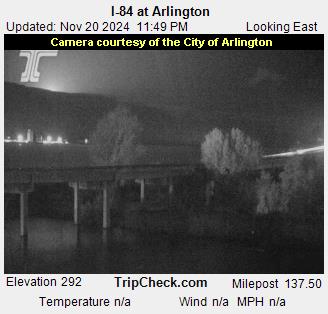 I-84 at Arlington
Updated: Nov 20 2024 11:49 PM Looking East
Camera courtesy of the City of Arlington
Elevation 292 TripCheck.com Milepost 137.50
Temperature n/a Wind n/a MPH n/a